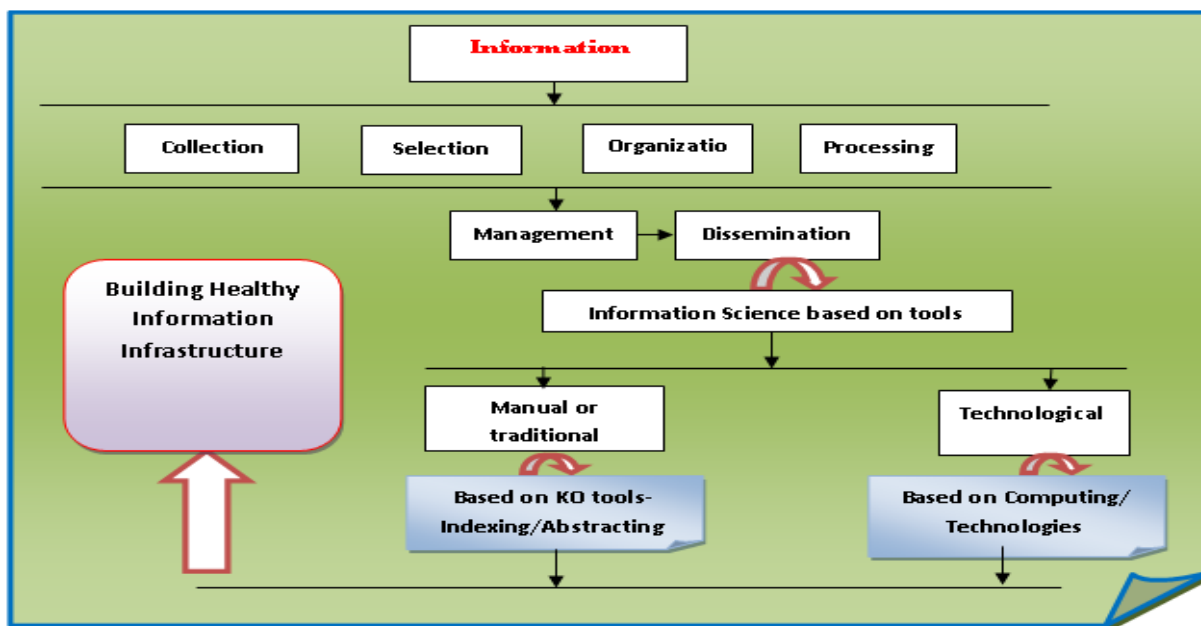 Information
Collection
Selection
Organizatio
Processing
Management
Dissemination
Building Healthy
Information
Infrastructure
Information Science based on tools
Manual or
traditional
Technological
Based on KO tools-
Indexing/Abstracting
Based on Computing/
Technologies